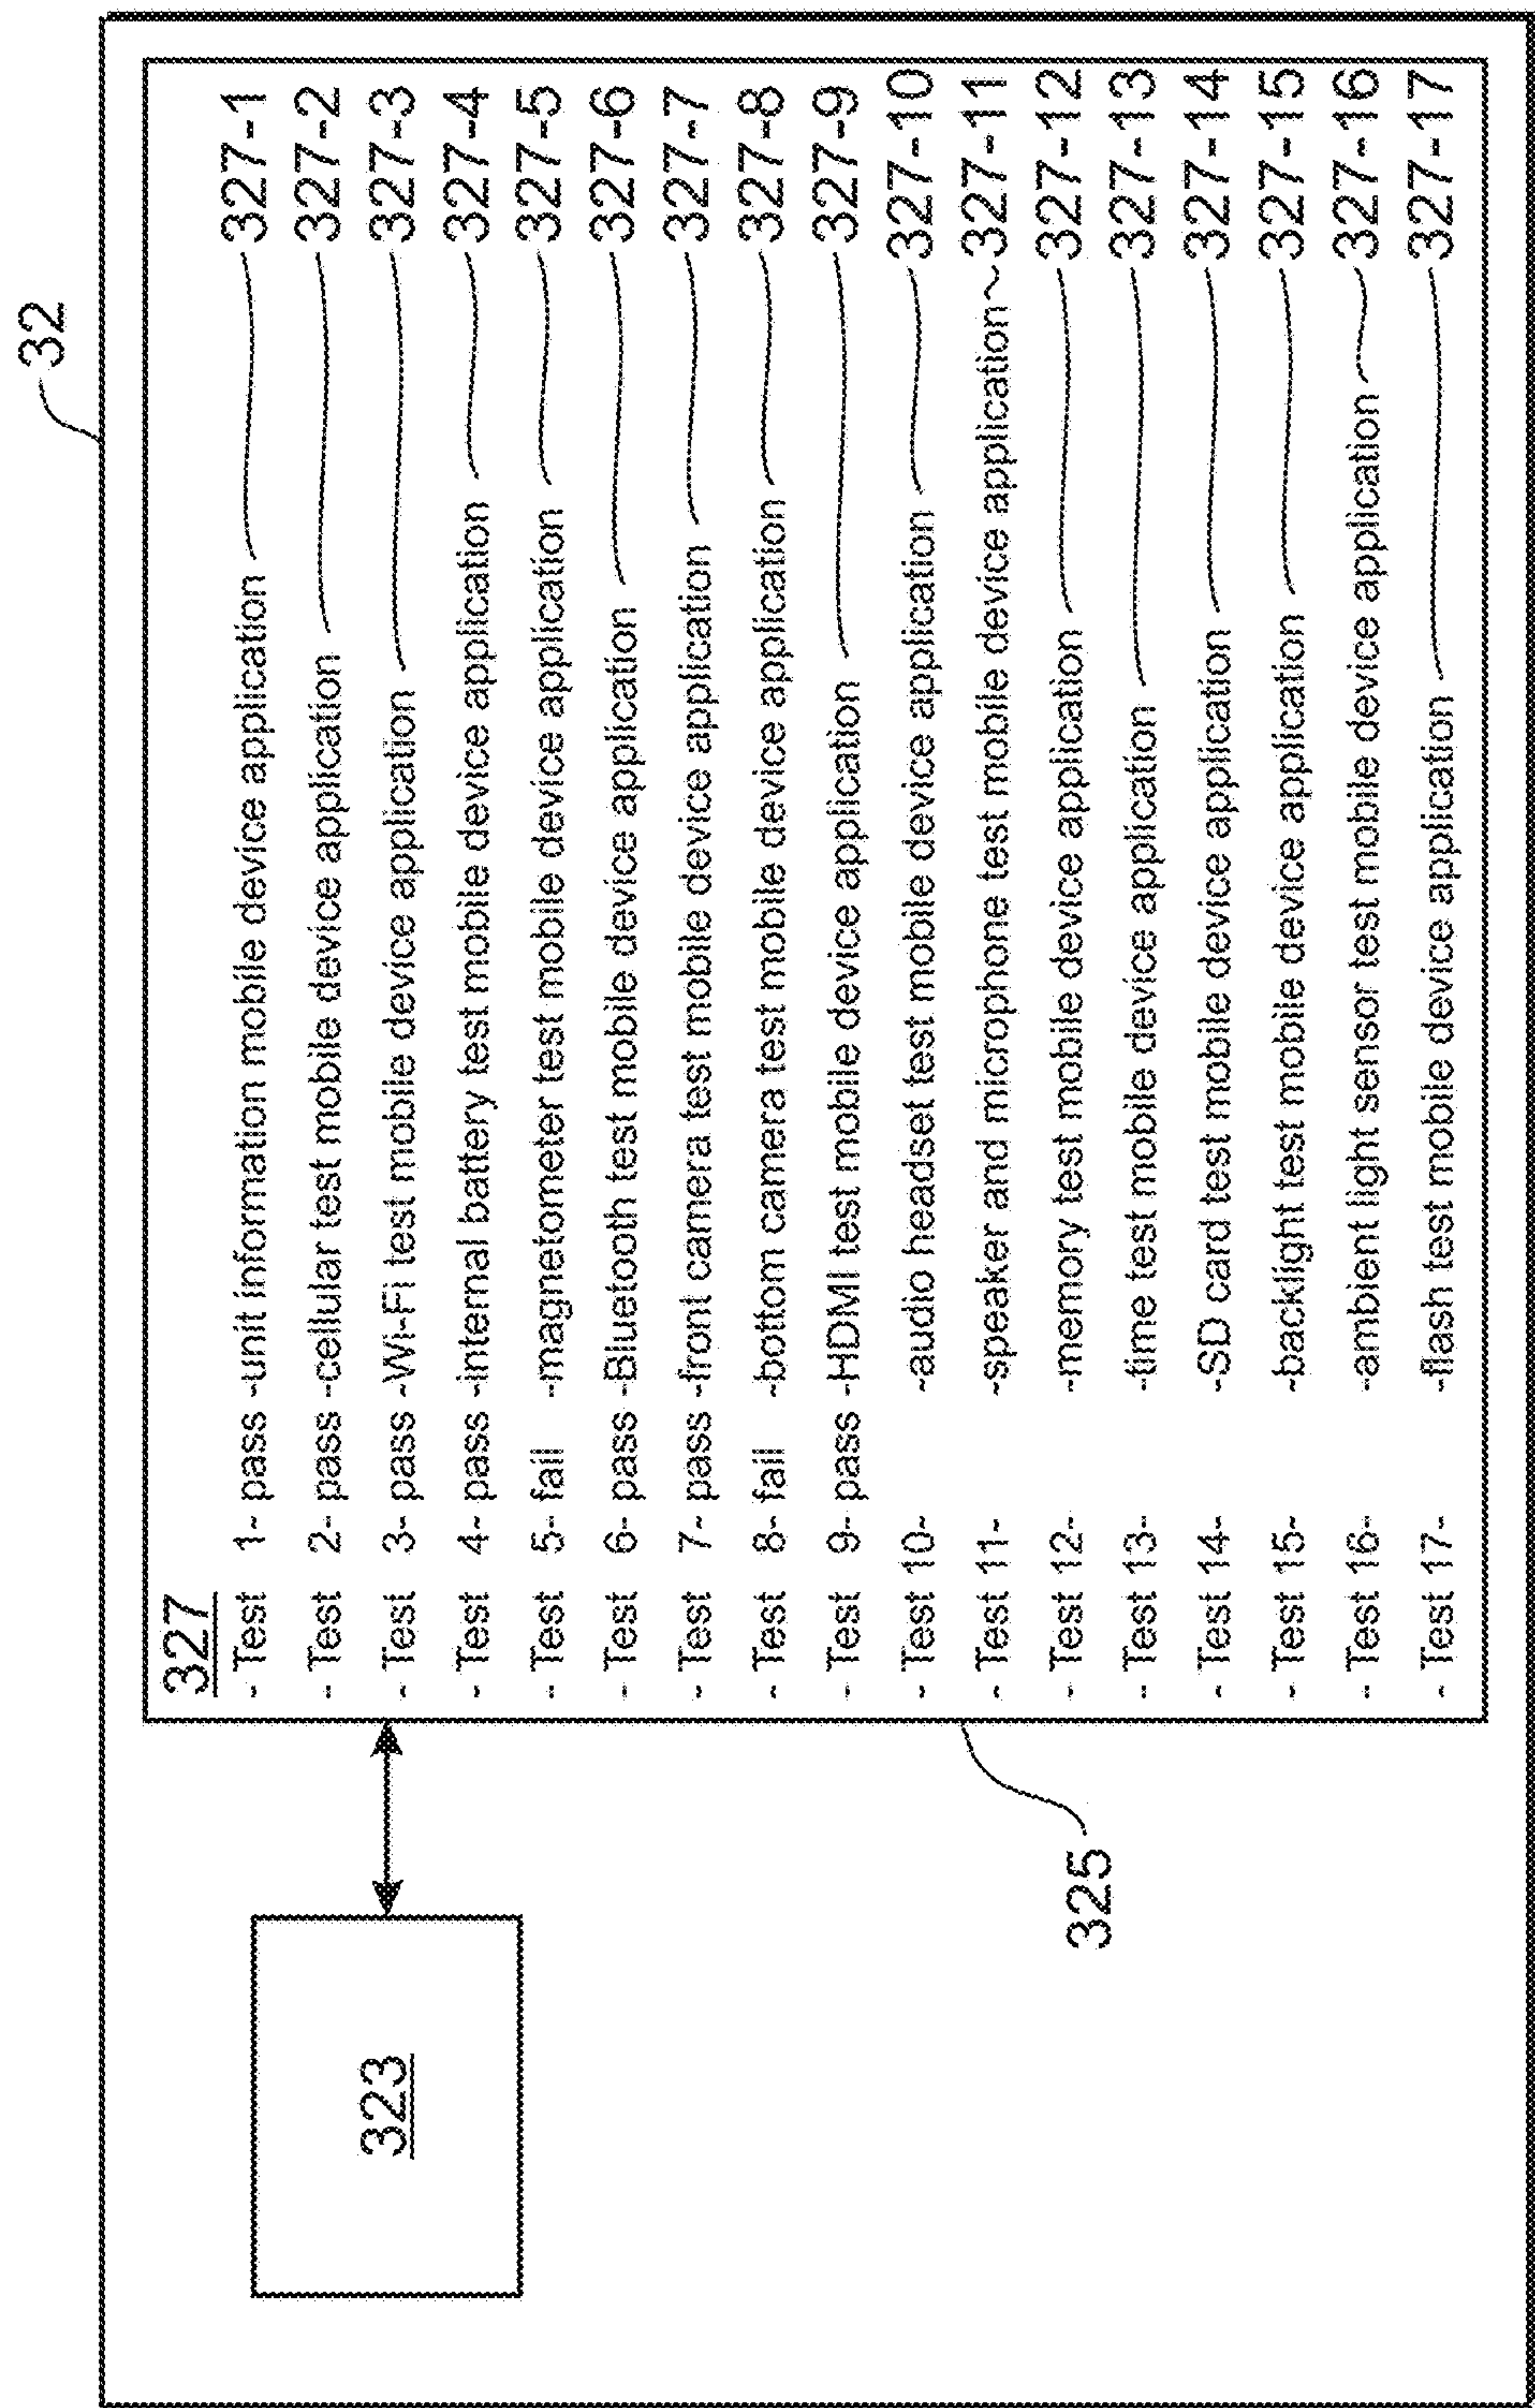 32
327
- Test 1- pass -unit information mobile device application 327-1
- Test 2- pass -cellular test mobile device application 327-2
- Test 3- pass -Wi-Fi test mobile device application 327-3
- Test 4- pass -internal battery test mobile device application 327-4
- Test 5- fail -magnetometer test mobile device application 327-5
- Test 6- pass -Bluetooth test mobile device application 327-6
- Test 7- pass -front camera test mobile device application 327-7
- Test 8- fail -bottom camera test mobile device application 327-8
- Test 9- pass -HDMI test mobile device application 327-9
- Test 10- -audio headset test mobile device application 327-10
- Test 11- -speaker and microphone test mobile device application 327-11
- Test 12- -memory test mobile device application 327-12
- Test 13- -time test mobile device application 327-13
- Test 14- -SD card test mobile device application 327-14
- Test 15- -backlight test mobile device application 327-15
- Test 16- -ambient light sensor test mobile device application 327-16
- Test 17- -flash test mobile device application 327-17
323
325